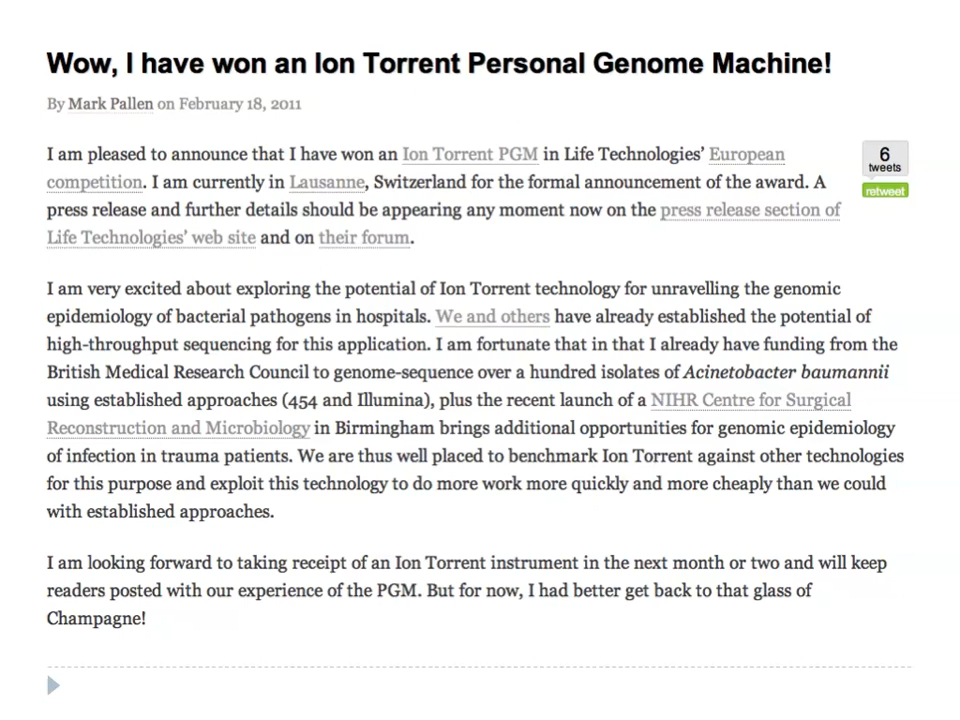 Wow, I have won an Ion Torrent Personal Genome Machine!
By Mark Pallen on February 18, 2011
I am pleased to announce that I have won an Ion Torrent PGM in Life Technologies’ European
competition. I am currently in Lausanne, Switzerland for the formal announcement of the award. A
press release and further details should be appearing any moment now on the press release section of
Life Technologies’ web site and on their forum.
6
tweets
retweet
I am very excited about exploring the potential of Ion Torrent technology for unravelling the genomic
epidemiology of bacterial pathogens in hospitals. We and others have already established the potential of
high-throughput sequencing for this application. I am fortunate that in that I already have funding from the
British Medical Research Council to genome-sequence over a hundred isolates of Acinetobacter baumannii
using established approaches (454 and Illumina), plus the recent launch of a NIHR Centre for Surgical
Reconstruction and Microbiology in Birmingham brings additional opportunities for genomic epidemiology
of infection in trauma patients. We are thus well placed to benchmark Ion Torrent against other technologies
for this purpose and exploit this technology to do more work more quickly and more cheaply than we could
with established approaches.
I am looking forward to taking receipt of an Ion Torrent instrument in the next month or two and will keep
readers posted with our experience of the PGM. But for now, I had better get back to that glass of
Champagne!